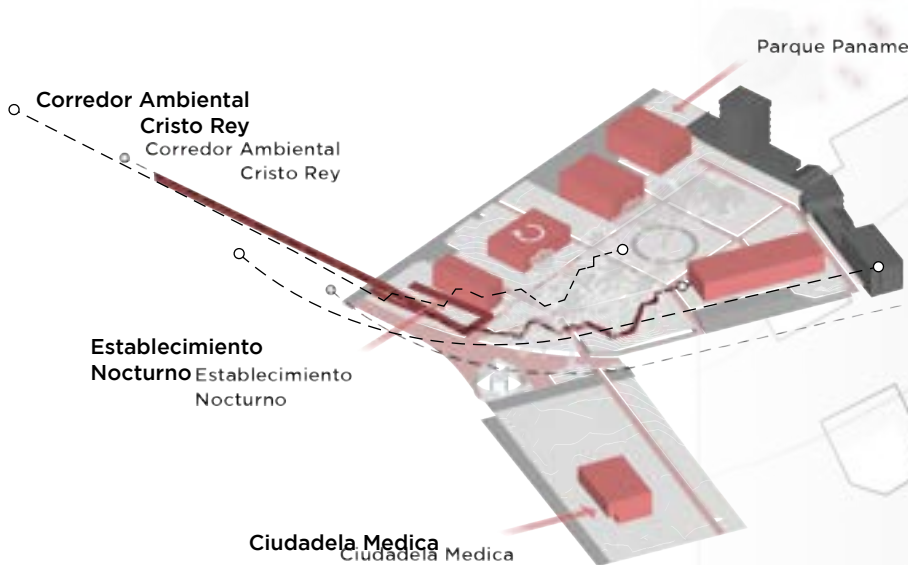 Parque Paname
Corredor Ambiental
Cristo Rey
Corredor Ambiental
Cristo Rey
Establecimiento
Nocturno
Establecimiento
Nocturno
Ciudadela Medica
Ciudadela Medica